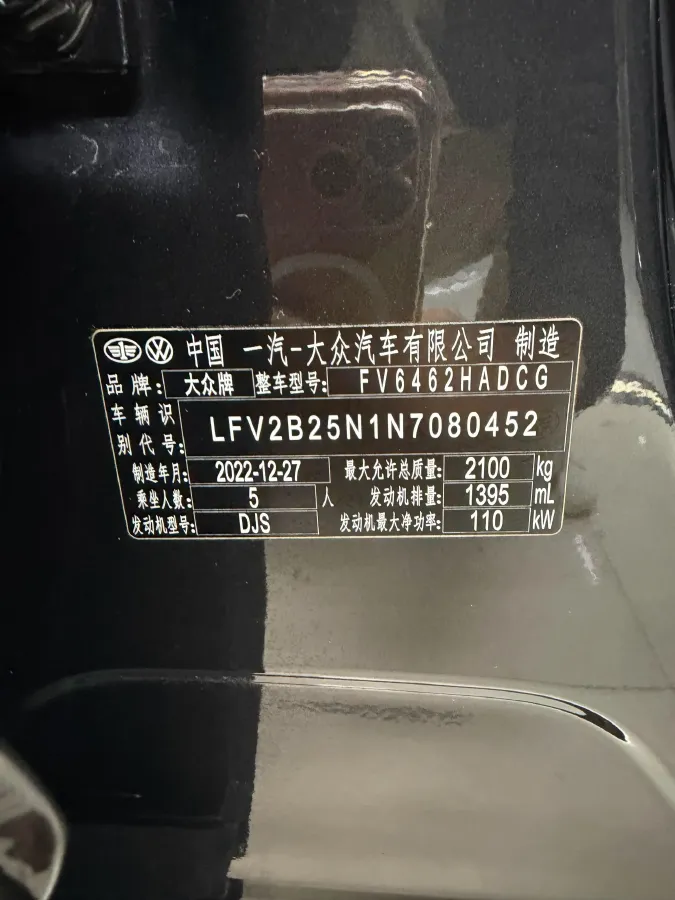 中国 一汽-大众汽车有限公司 制造
品牌: 大众牌 整车型号: FV6462HADCG
车辆识别代号: LFV2B25N1N7080452
制造年月: 2022-12-27 最大允许总质量: 2100 kg
乘坐人数: 5 人 发动机排量: 1395 mL
发动机型号: DJS 发动机最大净功率: 110 kW